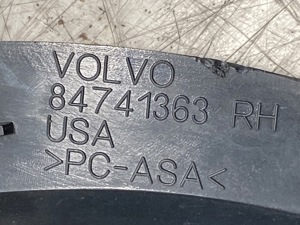 VOLVO
84741363 RH
USA
>PC-ASA<